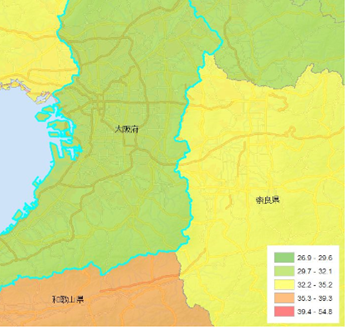 大阪府
奈良県
和歌山県
26.9 - 29.6
29.7 - 32.1
32.2 - 35.2
35.3 - 39.3
39.4 - 54.8